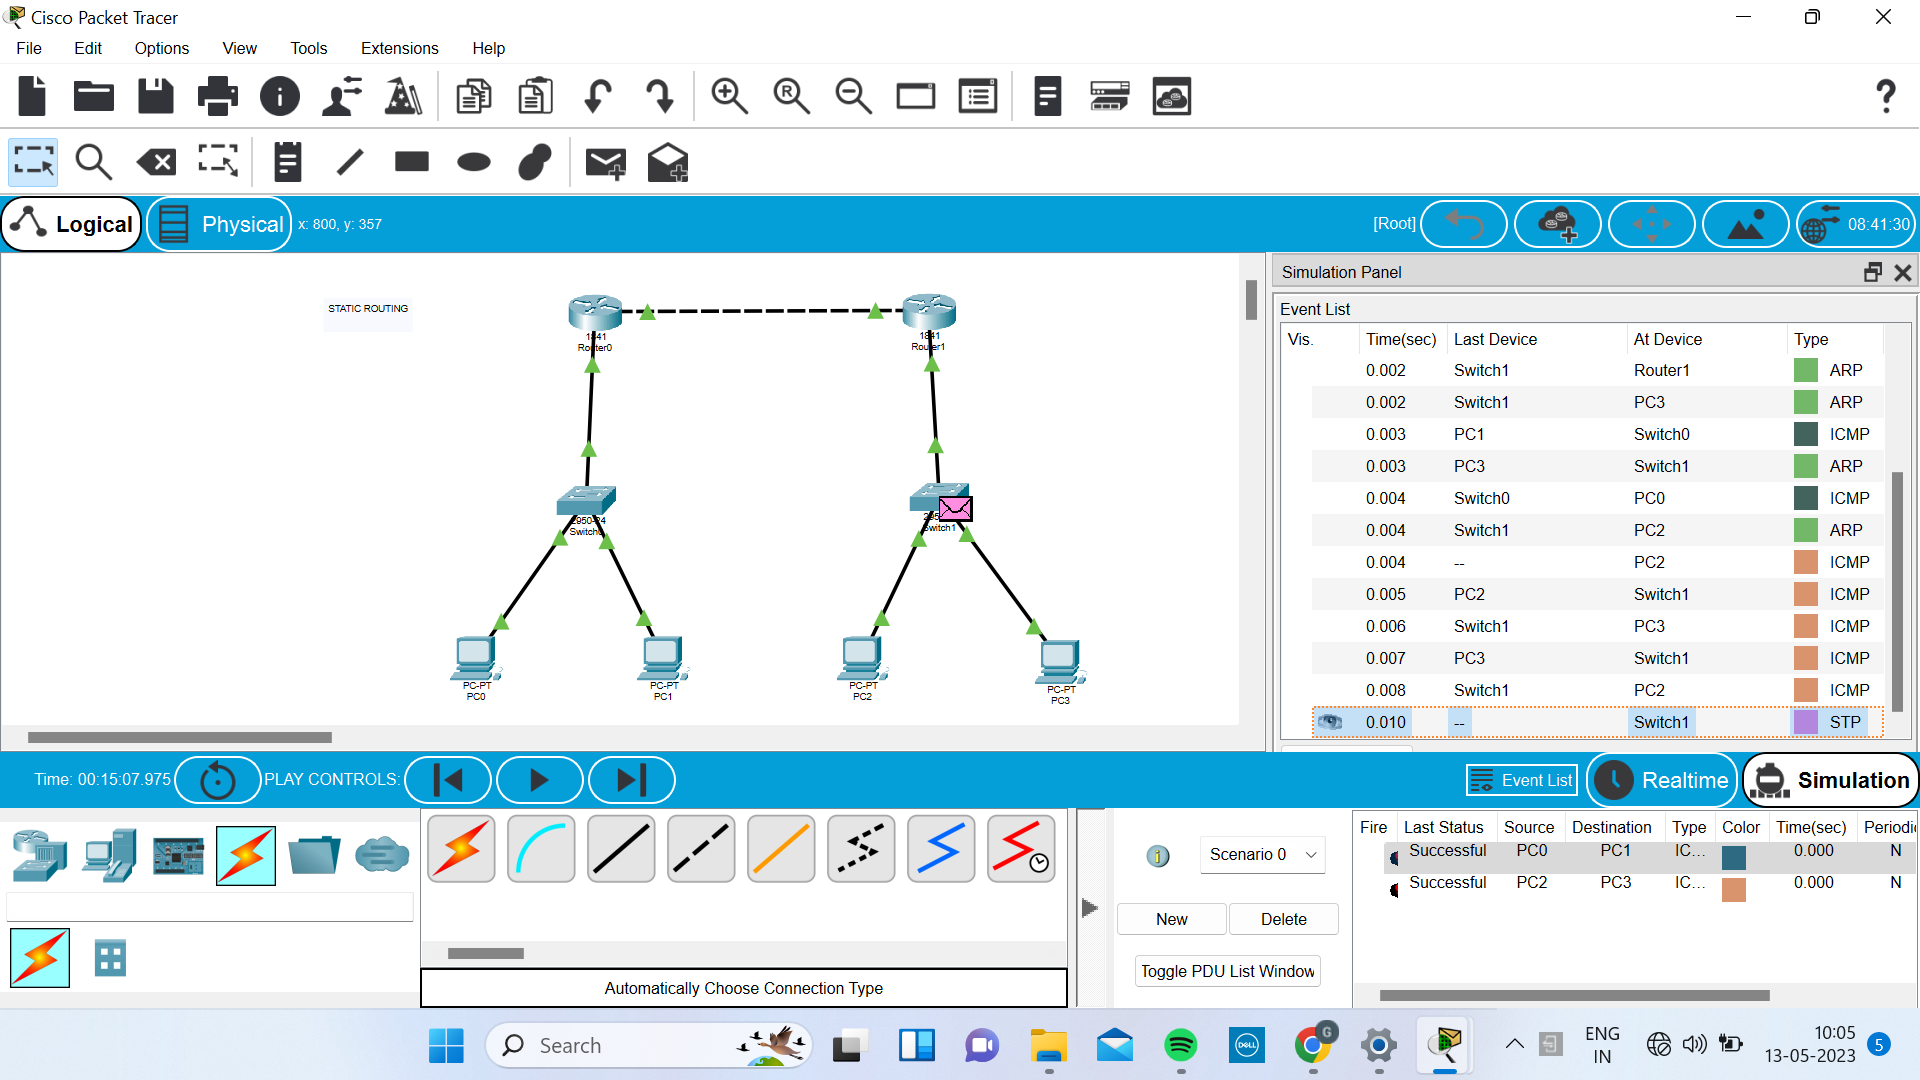 Cisco Packet Tracer
File Edit Options View Tools Extensions Help
Logical Physical x: 800, y: 357 [Root] 08:41:30
Simulation Panel
Event List
Vis. Time(sec) Last Device At Device Type
0.002 Switch1 Router1 ARP
0.002 Switch1 PC3 ARP
0.003 PC1 Switch0 ICMP
0.003 PC3 Switch1 ARP
0.004 Switch0 PC0 ICMP
0.004 Switch1 PC2 ARP
0.004 -- PC2 ICMP
0.005 PC2 Switch1 ICMP
0.006 Switch1 PC3 ICMP
0.007 PC3 Switch1 ICMP
0.008 Switch1 PC2 ICMP
0.010 -- Switch1 STP
STATIC ROUTING
1841
Router0
1841
Router1
2950-24
Switch0
Switch1
PC-PT
PC0
PC-PT
PC1
PC-PT
PC2
PC-PT
PC3
Time: 00:15:07.975 PLAY CONTROLS: Event List Realtime Simulation
Scenario 0
New Delete
Toggle PDU List Window
Automatically Choose Connection Type
Fire Last Status Source Destination Type Color Time(sec) Periodic
Successful PC0 PC1 IC... 0.000 N
Successful PC2 PC3 IC... 0.000 N
Search
DELL
G
ENG
IN
10:05
13-05-2023
5